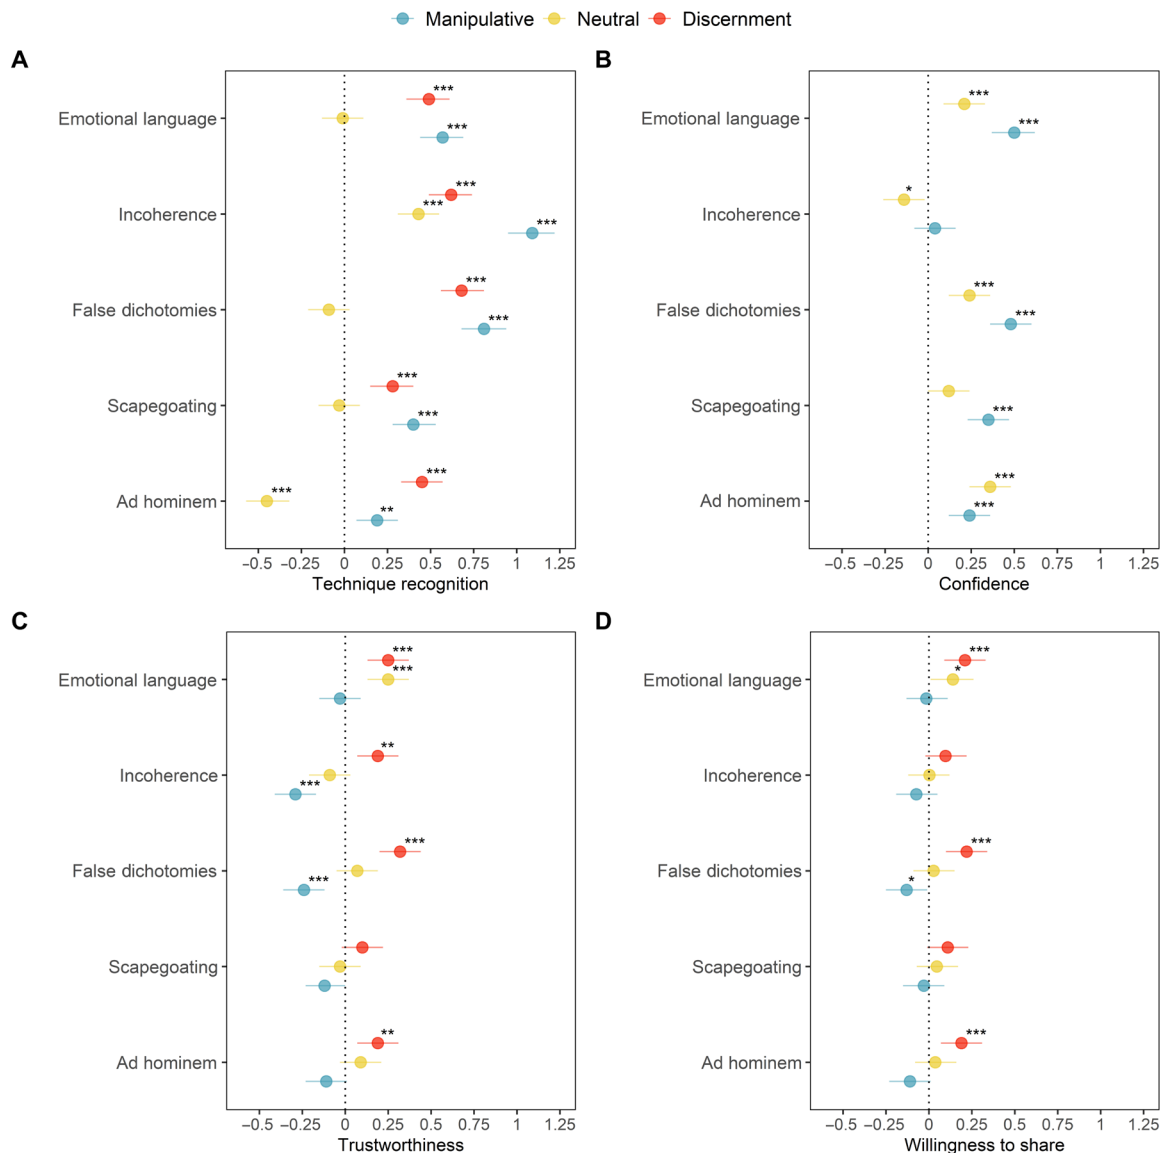 Manipulative Neutral Discernment
A
Emotional language
***
***
Incoherence
***
***
***
False dichotomies
***
***
Scapegoating
***
***
Ad hominem
***
***
**
−0.5 −0.25 0 0.25 0.5 0.75 1 1.25
Technique recognition
B
Emotional language
***
***
Incoherence
*
False dichotomies
***
***
Scapegoating
***
Ad hominem
***
***
−0.5 −0.25 0 0.25 0.5 0.75 1 1.25
Confidence
C
Emotional language
***
***
Incoherence
**
***
False dichotomies
***
***
Scapegoating
Ad hominem
**
−0.5 −0.25 0 0.25 0.5 0.75 1 1.25
Trustworthiness
D
Emotional language
***
*
Incoherence
False dichotomies
***
*
Scapegoating
Ad hominem
***
−0.5 −0.25 0 0.25 0.5 0.75 1 1.25
Willingness to share